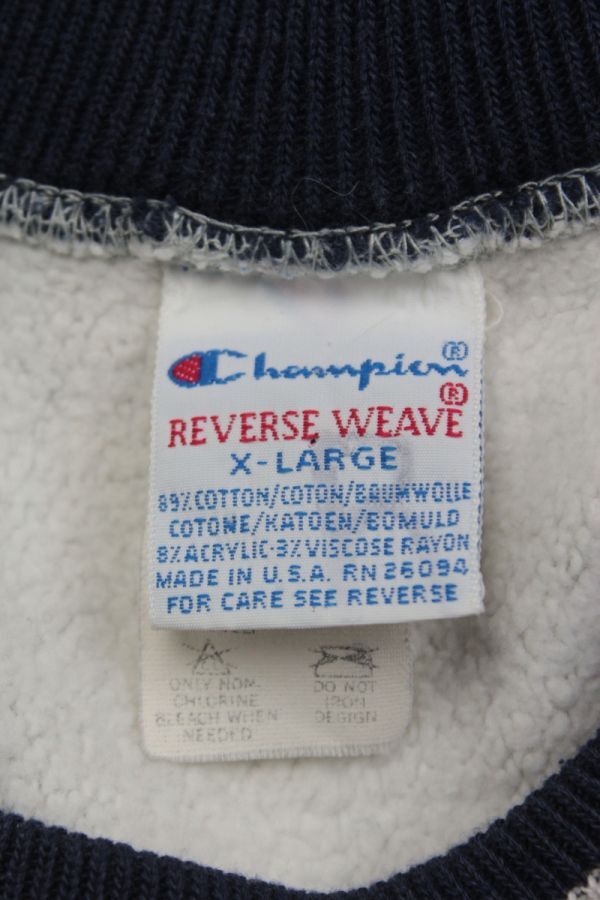 Champion®
REVERSE WEAVE®
X-LARGE
89% COTTON/COTON/BAUMWOLLE
COTONE/KATOEN/BOMULD
8% ACRYLIC-3% VISCOSE RAYON
MADE IN U.S.A. RN 26094
FOR CARE SEE REVERSE
ONLY NON-
CHLORINE
BLEACH WHEN
NEEDED
DO NOT
IRON
DESIGN